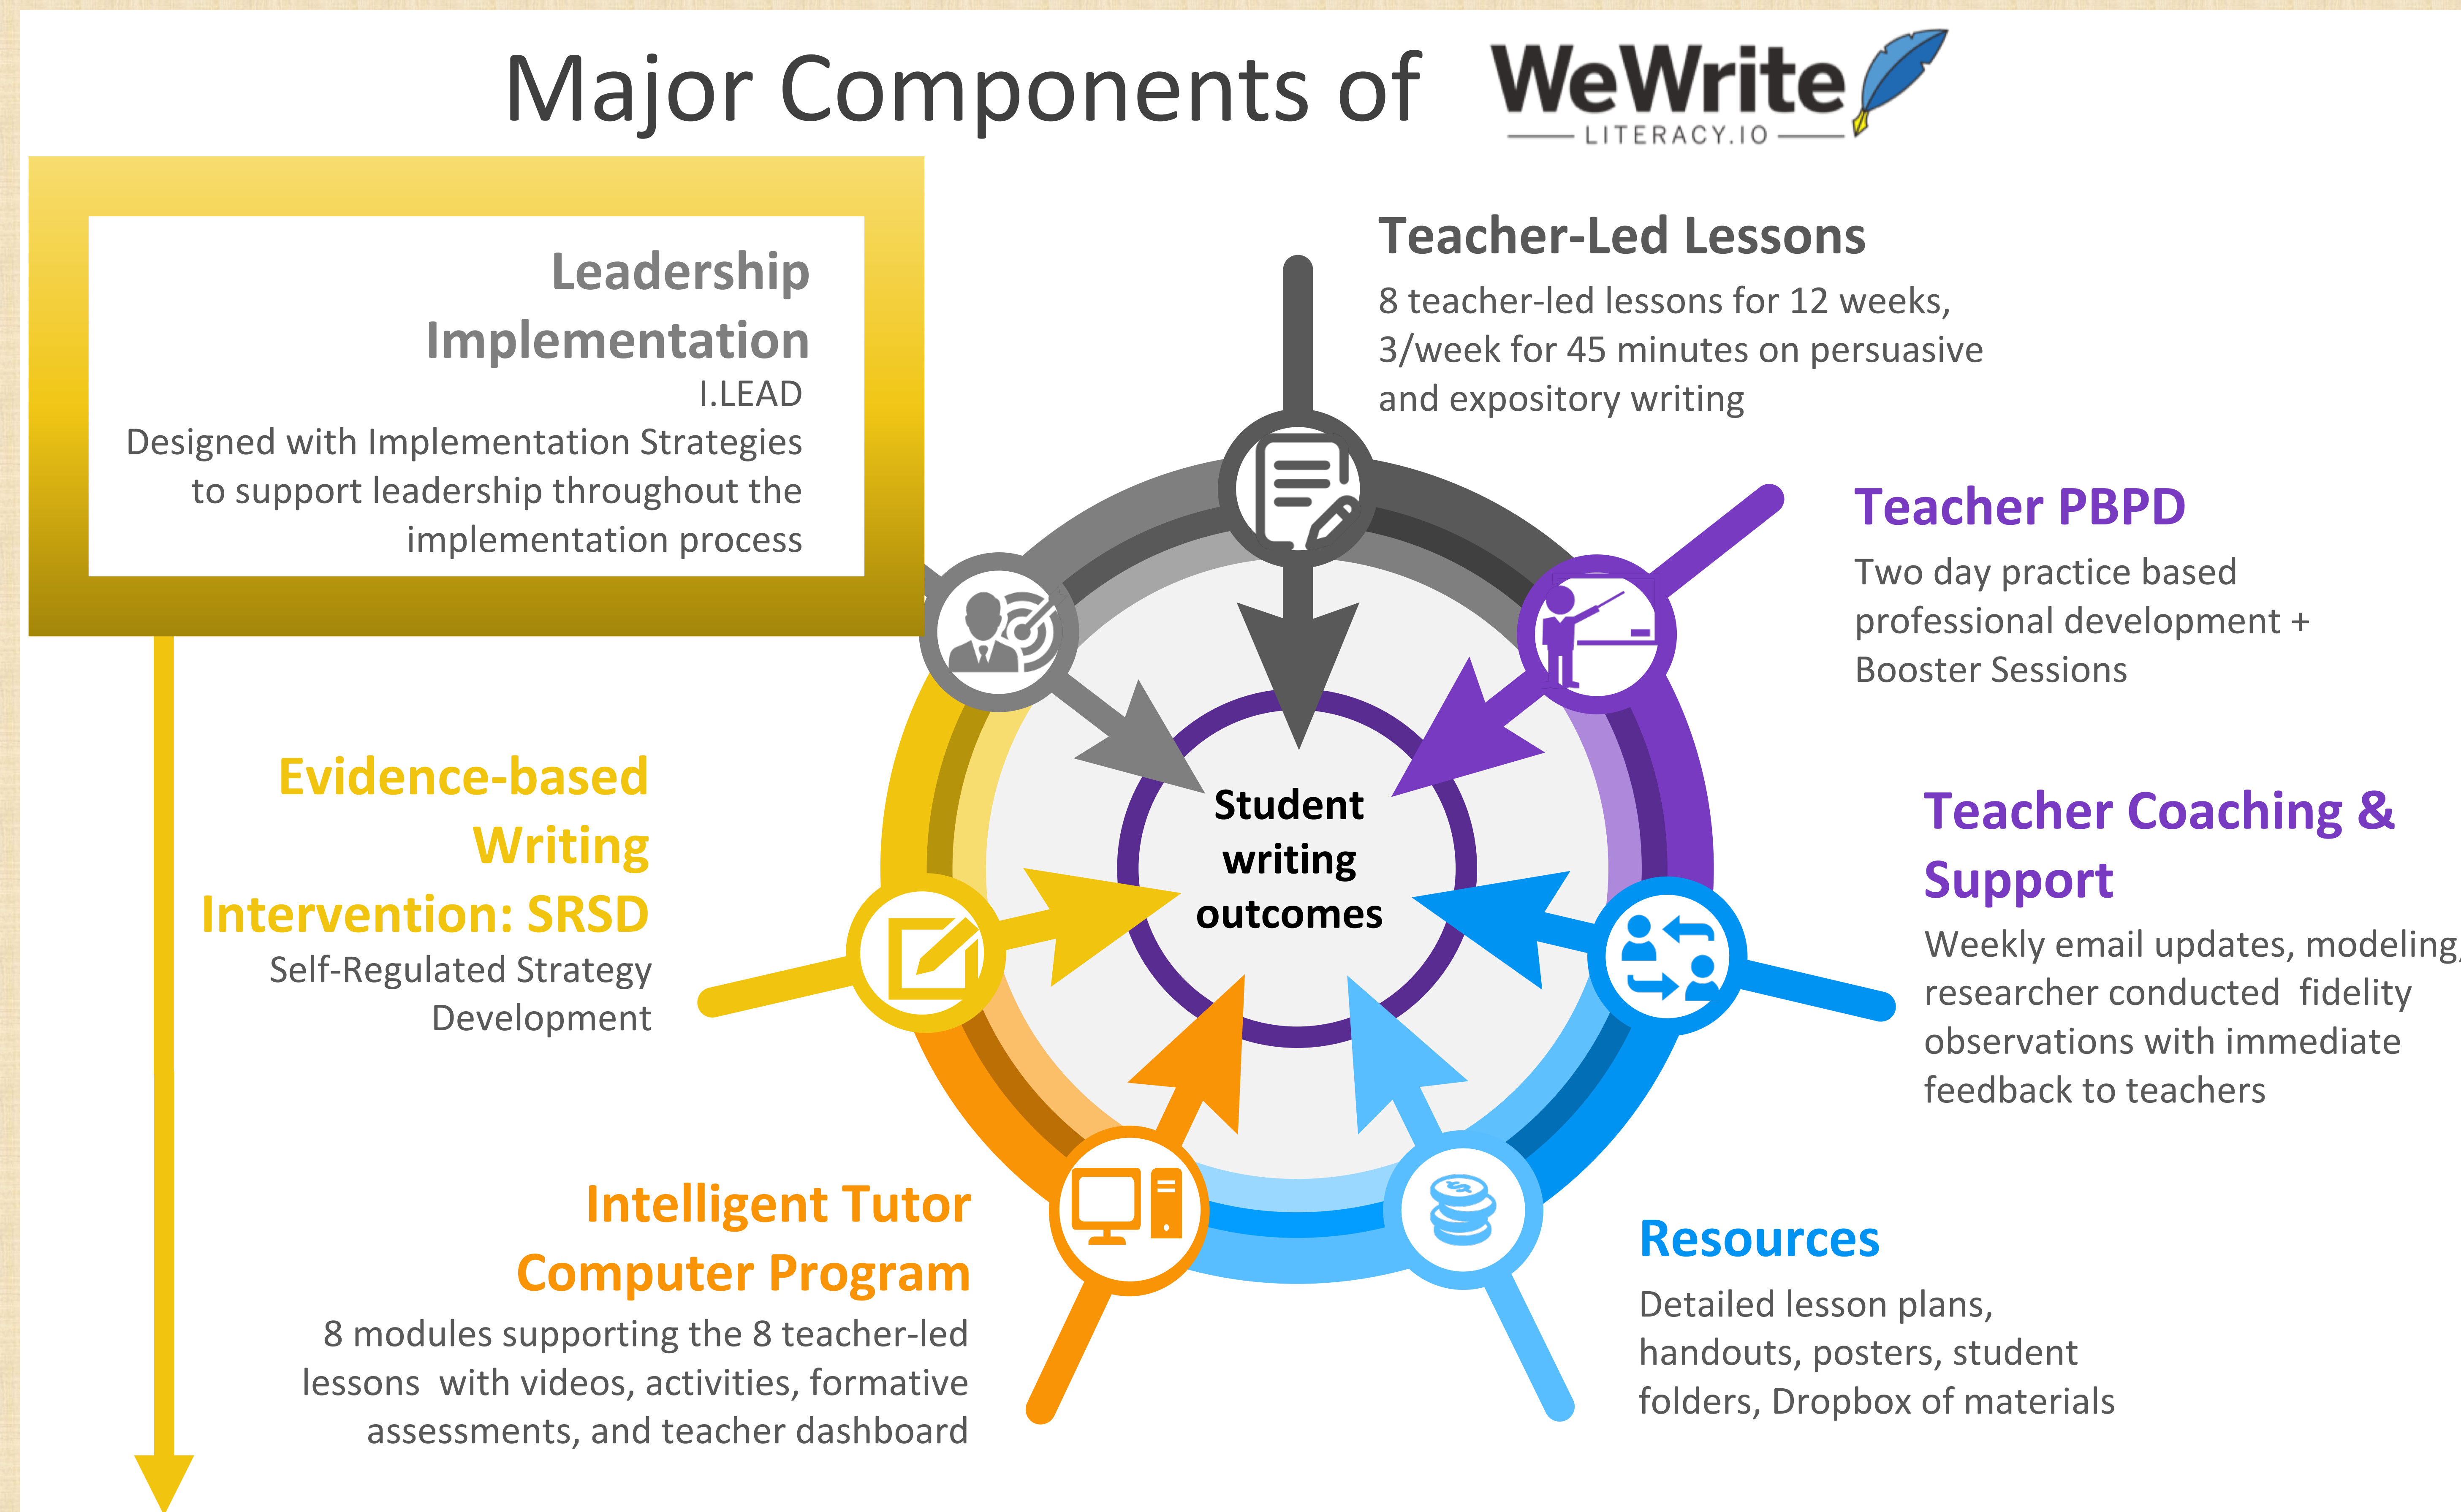 Major Components of
WeWrite
LITERACY.IO
Leadership
Implementation
I.LEAD
Designed with Implementation Strategies
to support leadership throughout the
implementation process
Teacher-Led Lessons
8 teacher-led lessons for 12 weeks,
3/week for 45 minutes on persuasive
and expository writing
Teacher PBPD
Two day practice based
professional development +
Booster Sessions
Teacher Coaching &
Support
Weekly email updates, modeling,
researcher conducted  fidelity
observations with immediate
feedback to teachers
Resources
Detailed lesson plans,
handouts, posters, student
folders, Dropbox of materials
Intelligent Tutor
Computer Program
8 modules supporting the 8 teacher-led
lessons  with videos, activities, formative
assessments, and teacher dashboard
Evidence-based
Writing
Intervention: SRSD
Self-Regulated Strategy
Development
Student
writing
outcomes